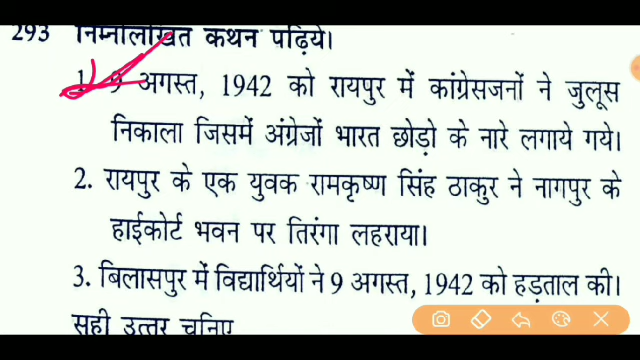 293 निम्नलिखित कथन पढ़िये।
1. 9 अगस्त, 1942 को रायपुर में कांग्रेसजनों ने जुलूस
निकाला जिसमें अंग्रेजों भारत छोड़ो के नारे लगाये गये।
2. रायपुर के एक युवक रामकृष्ण सिंह ठाकुर ने नागपुर के
हाईकोर्ट भवन पर तिरंगा लहराया।
3. बिलासपुर में विद्यार्थियों ने 9 अगस्त, 1942 को हड़ताल की।
सही उत्तर चुनिए